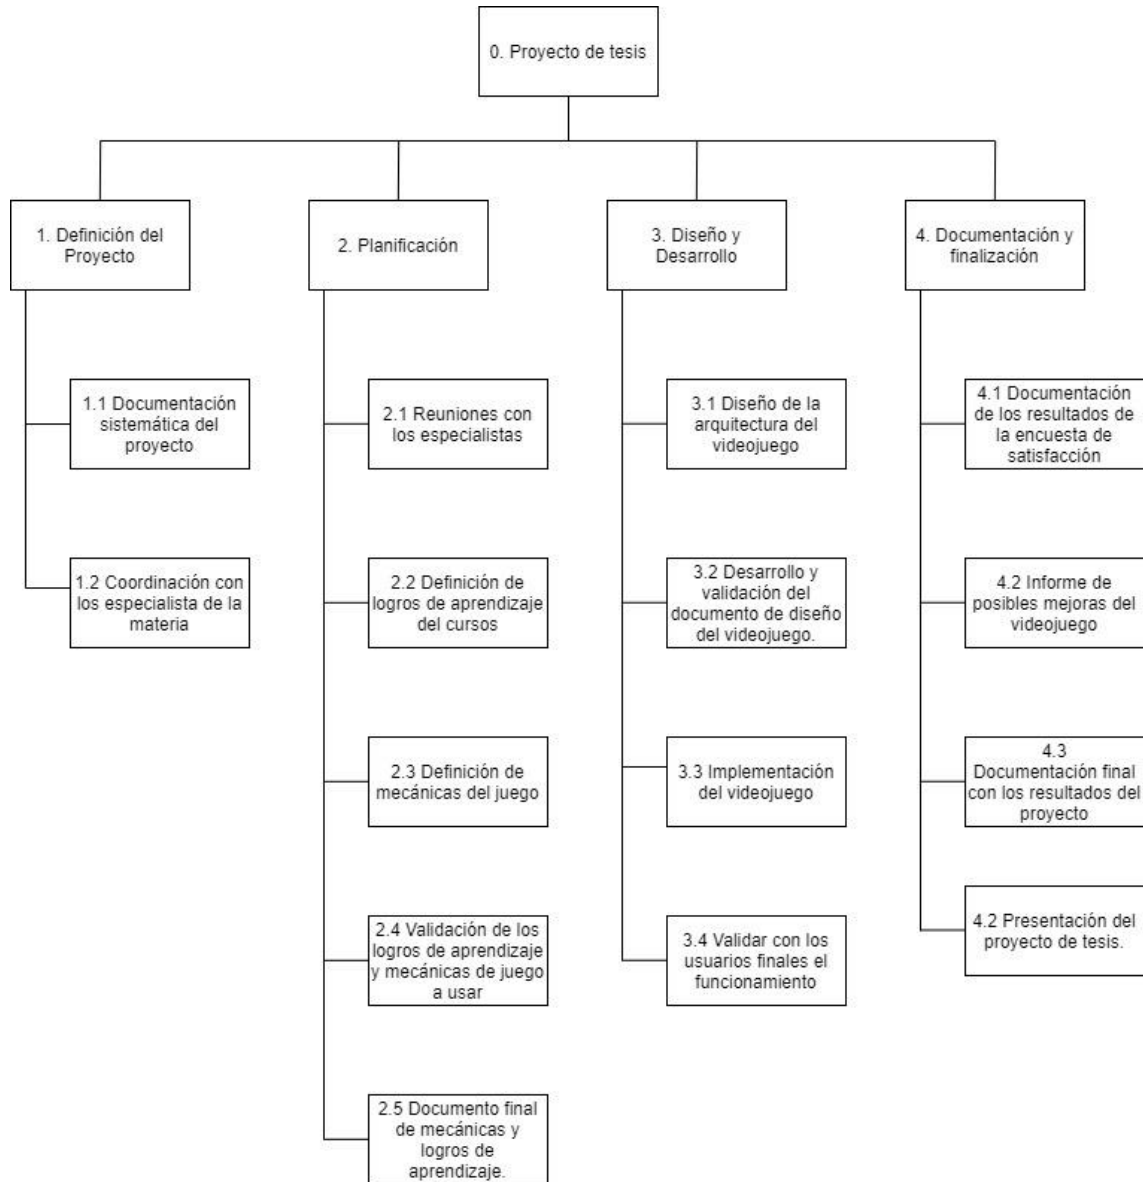 0. Proyecto de tesis
1. Definición del
Proyecto
2. Planificación
3. Diseño y
Desarrollo
4. Documentación y
finalización
1.1 Documentación
sistemática del
proyecto
1.2 Coordinación con
los especialista de la
materia
2.1 Reuniones con
los especialistas
2.2 Definición de
logros de aprendizaje
del cursos
2.3 Definición de
mecánicas del juego
2.4 Validación de los
logros de aprendizaje
y mecánicas de juego
a usar
2.5 Documento final
de mecánicas y
logros de
aprendizaje.
3.1 Diseño de la
arquitectura del
videojuego
3.2 Desarrollo y
validación del
documento de diseño
del videojuego.
3.3 Implementación
del videojuego
3.4 Validar con los
usuarios finales el
funcionamiento
4.1 Documentación
de los resultados de
la encuesta de
satisfacción
4.2 Informe de
posibles mejoras del
videojuego
4.3
Documentación final
con los resultados del
proyecto
4.2 Presentación del
proyecto de tesis.